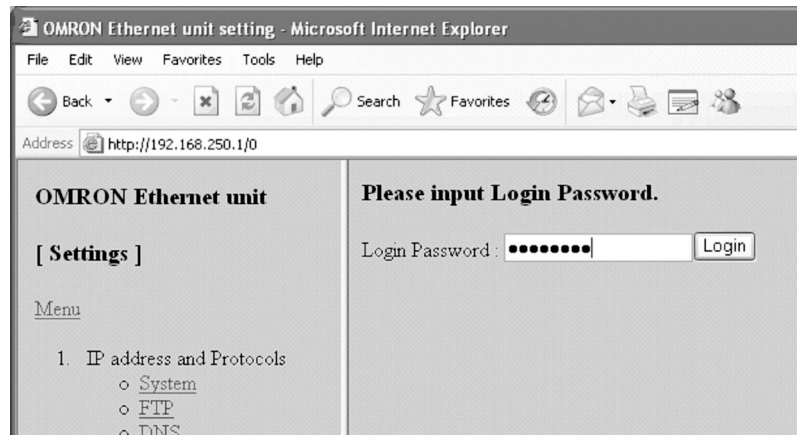 OMRON Ethernet unit setting - Microsoft Internet Explorer
File Edit View Favorites Tools Help
Back Search Favorites
Address http://192.168.250.1/0
OMRON Ethernet unit
[ Settings ]
Menu
1. IP address and Protocols
System
FTP
DNS
Please input Login Password.
Login Password : ●●●●●●●● Login